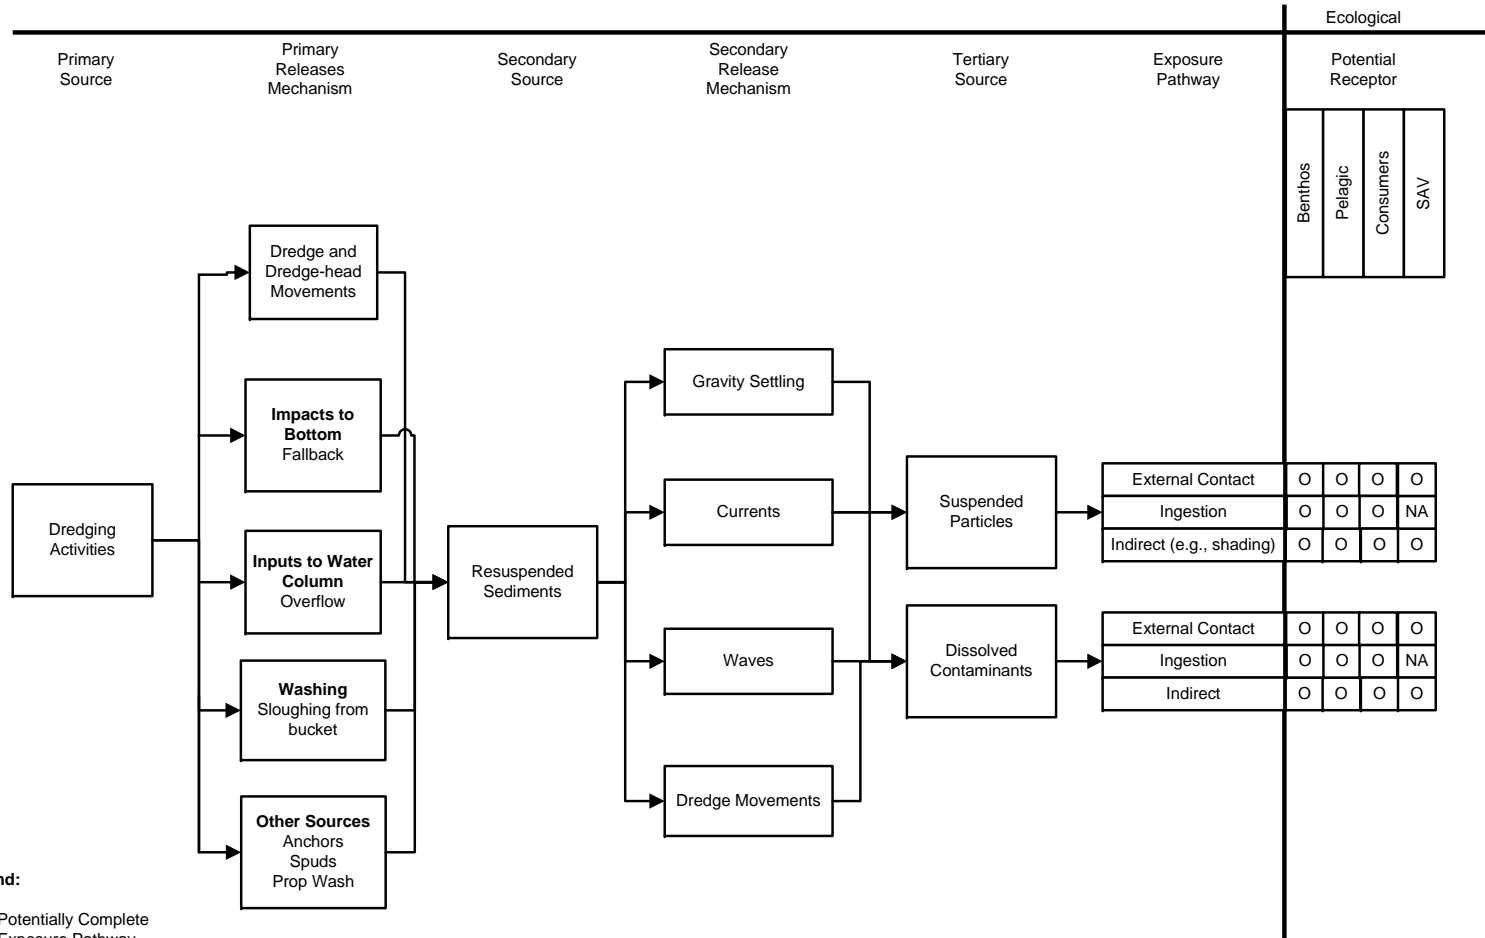 Ecological
Primary
Source
Primary
Releases
Mechanism
Secondary
Source
Secondary
Release
Mechanism
Tertiary
Source
Exposure
Pathway
Potential
Receptor
Benthos
Pelagic
Consumers
SAV
Dredge and
Dredge-head
Movements
Impacts to
Bottom
Fallback
Dredging
Activities
Inputs to Water
Column
Overflow
Washing
Sloughing from
bucket
Other Sources
Anchors
Spuds
Prop Wash
Resuspended
Sediments
Gravity Settling
Currents
Waves
Dredge Movements
Suspended
Particles
Dissolved
Contaminants
External Contact O O O O
Ingestion O O O NA
Indirect (e.g., shading) O O O O
External Contact O O O O
Ingestion O O O NA
Indirect O O O O
Potentially Complete